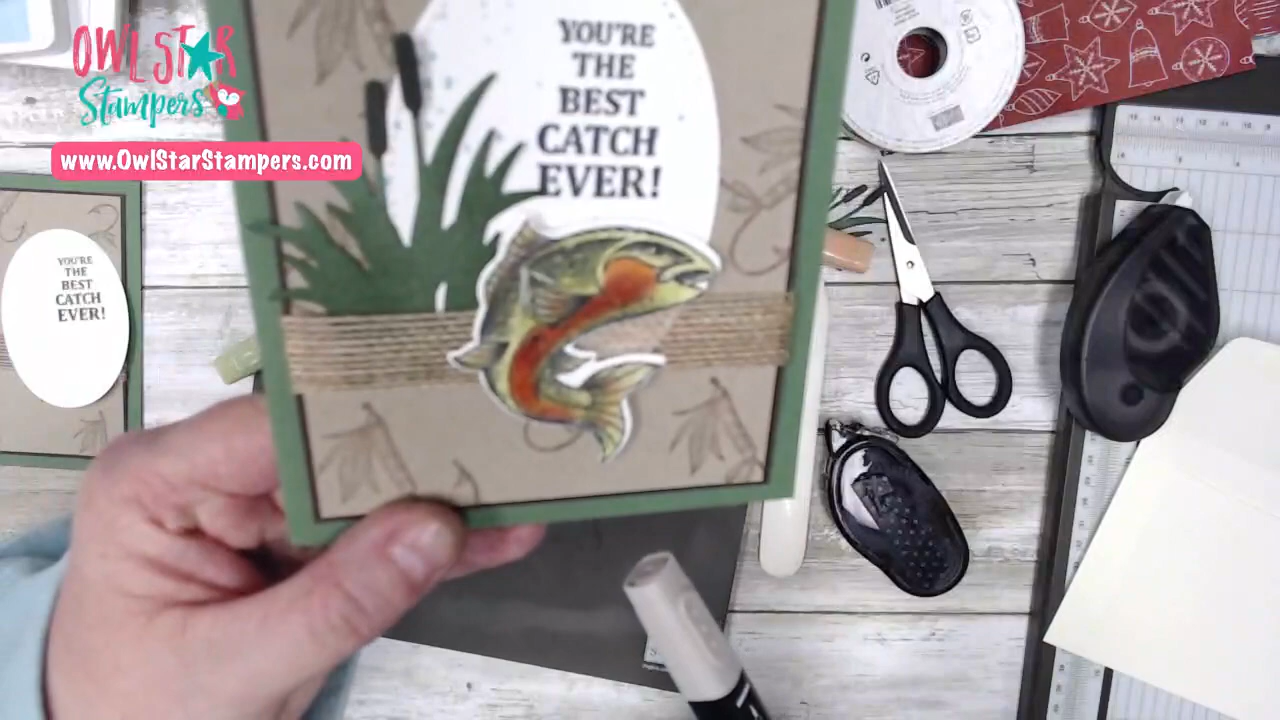 OWL STAR
Stampers
www.OwlStarStampers.com
YOU'RE
THE
BEST
CATCH
EVER!
YOU'RE
THE
BEST
CATCH
EVER!